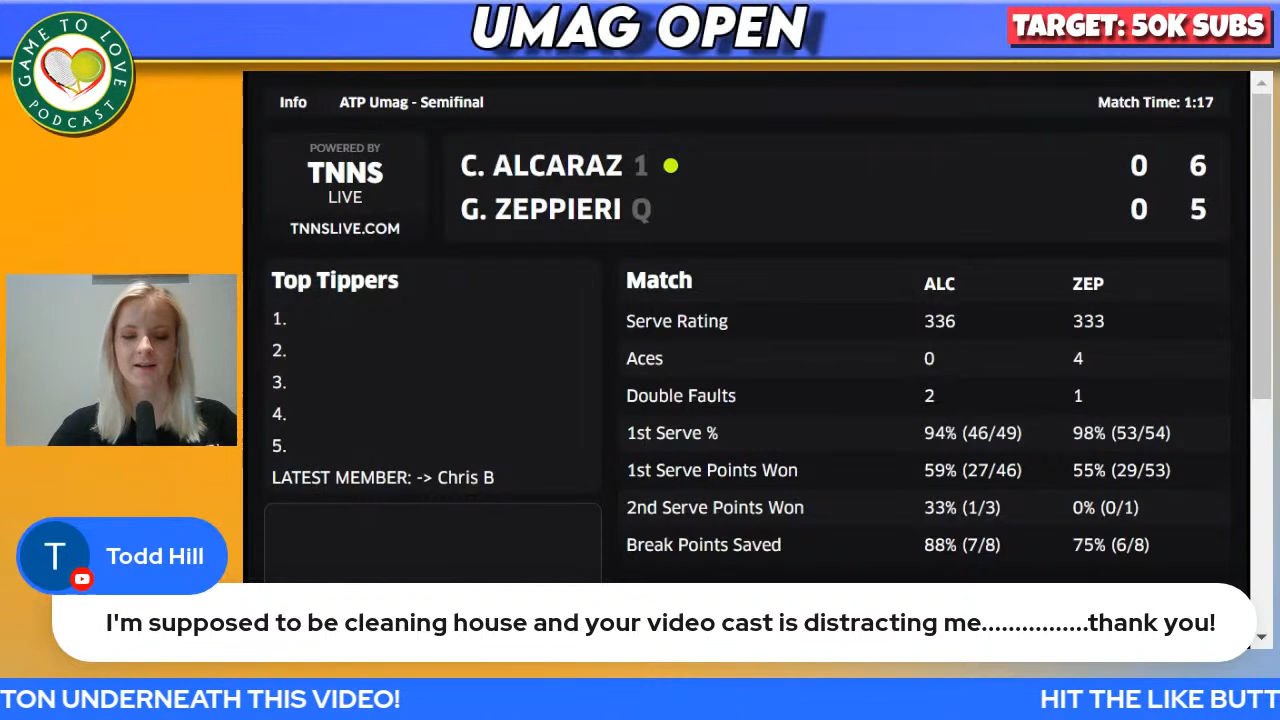 UMAG OPEN
TARGET: 50K SUBS
GAME TO LOVE
PODCAST
Info ATP Umag - Semifinal Match Time: 1:17
POWERED BY
TNNS
LIVE
TNNSLIVE.COM
C. ALCARAZ 1 0 6
G. ZEPPIERI Q 0 5
Top Tippers
1.
2.
3.
4.
5.
LATEST MEMBER: -> Chris B
Match ALC ZEP
Serve Rating 336 333
Aces 0 4
Double Faults 2 1
1st Serve % 94% (46/49) 98% (53/54)
1st Serve Points Won 59% (27/46) 55% (29/53)
2nd Serve Points Won 33% (1/3) 0% (0/1)
Break Points Saved 88% (7/8) 75% (6/8)
T Todd Hill
I'm supposed to be cleaning house and your video cast is distracting me................thank you!
TON UNDERNEATH THIS VIDEO! HIT THE LIKE BUTT